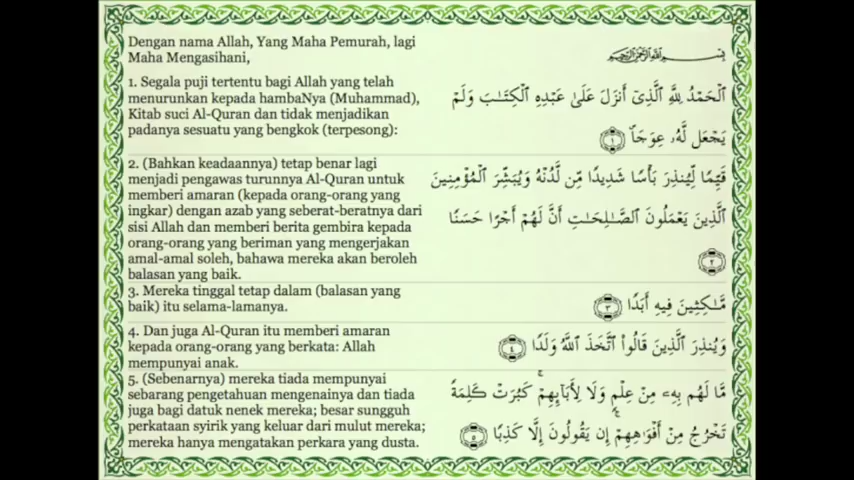 Dengan nama Allah, Yang Maha Pemurah, lagi
Maha Mengasihani,
بِسْمِ اللَّهِ الرَّحْمَٰنِ الرَّحِيمِ
1. Segala puji tertentu bagi Allah yang telah
menurunkan kepada hambaNya (Muhammad),
Kitab suci Al-Quran dan tidak menjadikan
padanya sesuatu yang bengkok (terpesong):
ٱلْحَمْدُ لِلَّهِ ٱلَّذِىٓ أَنزَلَ عَلَىٰ عَبْدِهِ ٱلْكِتَـٰبَ وَلَمْ
يَجْعَل لَّهُۥ عِوَجَاۜ ١
2. (Bahkan keadaannya) tetap benar lagi
menjadi pengawas turunnya Al-Quran untuk
memberi amaran (kepada orang-orang yang
ingkar) dengan azab yang seberat-beratnya dari
sisi Allah dan memberi berita gembira kepada
orang-orang yang beriman yang mengerjakan
amal-amal soleh, bahawa mereka akan beroleh
balasan yang baik.
قَيِّمًا لِّيُنذِرَ بَأْسًا شَدِيدًا مِّن لَّدُنْهُ وَيُبَشِّرَ ٱلْمُؤْمِنِينَ
ٱلَّذِينَ يَعْمَلُونَ ٱلصَّـٰلِحَـٰتِ أَنَّ لَهُمْ أَجْرًا حَسَنًا
٢
3. Mereka tinggal tetap dalam (balasan yang
baik) itu selama-lamanya.
مَّـٰكِثِينَ فِيهِ أَبَدًا ٣
4. Dan juga Al-Quran itu memberi amaran
kepada orang-orang yang berkata: Allah
mempunyai anak.
وَيُنذِرَ ٱلَّذِينَ قَالُوا۟ ٱتَّخَذَ ٱللَّهُ وَلَدًا ٤
5. (Sebenarnya) mereka tiada mempunyai
sebarang pengetahuan mengenainya dan tiada
juga bagi datuk nenek mereka; besar sungguh
perkataan syirik yang keluar dari mulut mereka;
mereka hanya mengatakan perkara yang dusta.
مَّا لَهُم بِهِۦ مِنْ عِلْمٍ وَلَا لِـَٔابَآئِهِمْ ۚ كَبُرَتْ كَلِمَةً
تَخْرُجُ مِنْ أَفْوَٰهِهِمْ ۚ إِن يَقُولُونَ إِلَّا كَذِبًا ٥